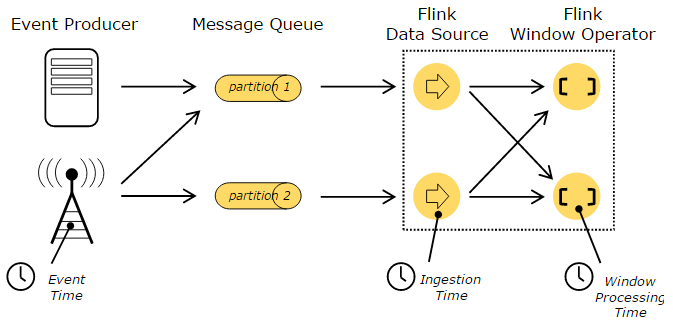 Event Producer
Message Queue
Flink
Data Source
Flink
Window Operator
partition 1
partition 2
Event
Time
Ingestion
Time
Window
Processing
Time